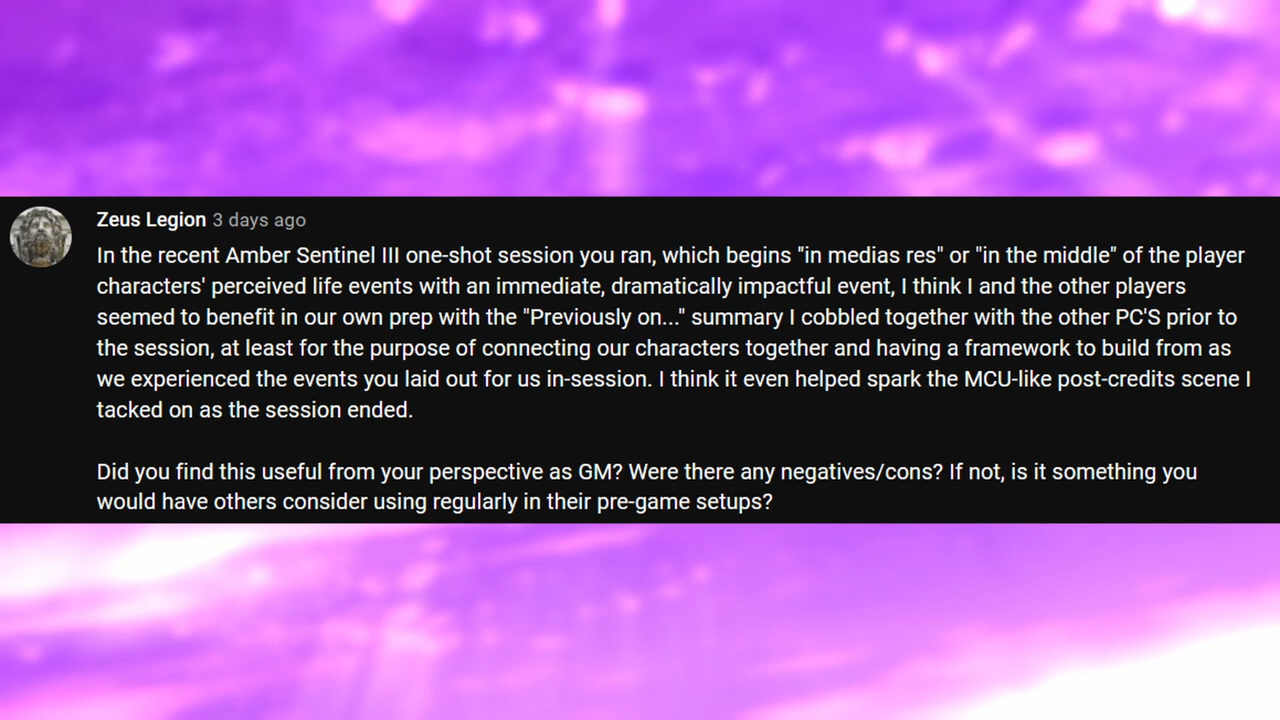 Zeus Legion 3 days ago
In the recent Amber Sentinel III one-shot session you ran, which begins "in medias res" or "in the middle" of the player
characters' perceived life events with an immediate, dramatically impactful event, I think I and the other players
seemed to benefit in our own prep with the "Previously on..." summary I cobbled together with the other PC'S prior to
the session, at least for the purpose of connecting our characters together and having a framework to build from as
we experienced the events you laid out for us in-session. I think it even helped spark the MCU-like post-credits scene I
tacked on as the session ended.
Did you find this useful from your perspective as GM? Were there any negatives/cons? If not, is it something you
would have others consider using regularly in their pre-game setups?